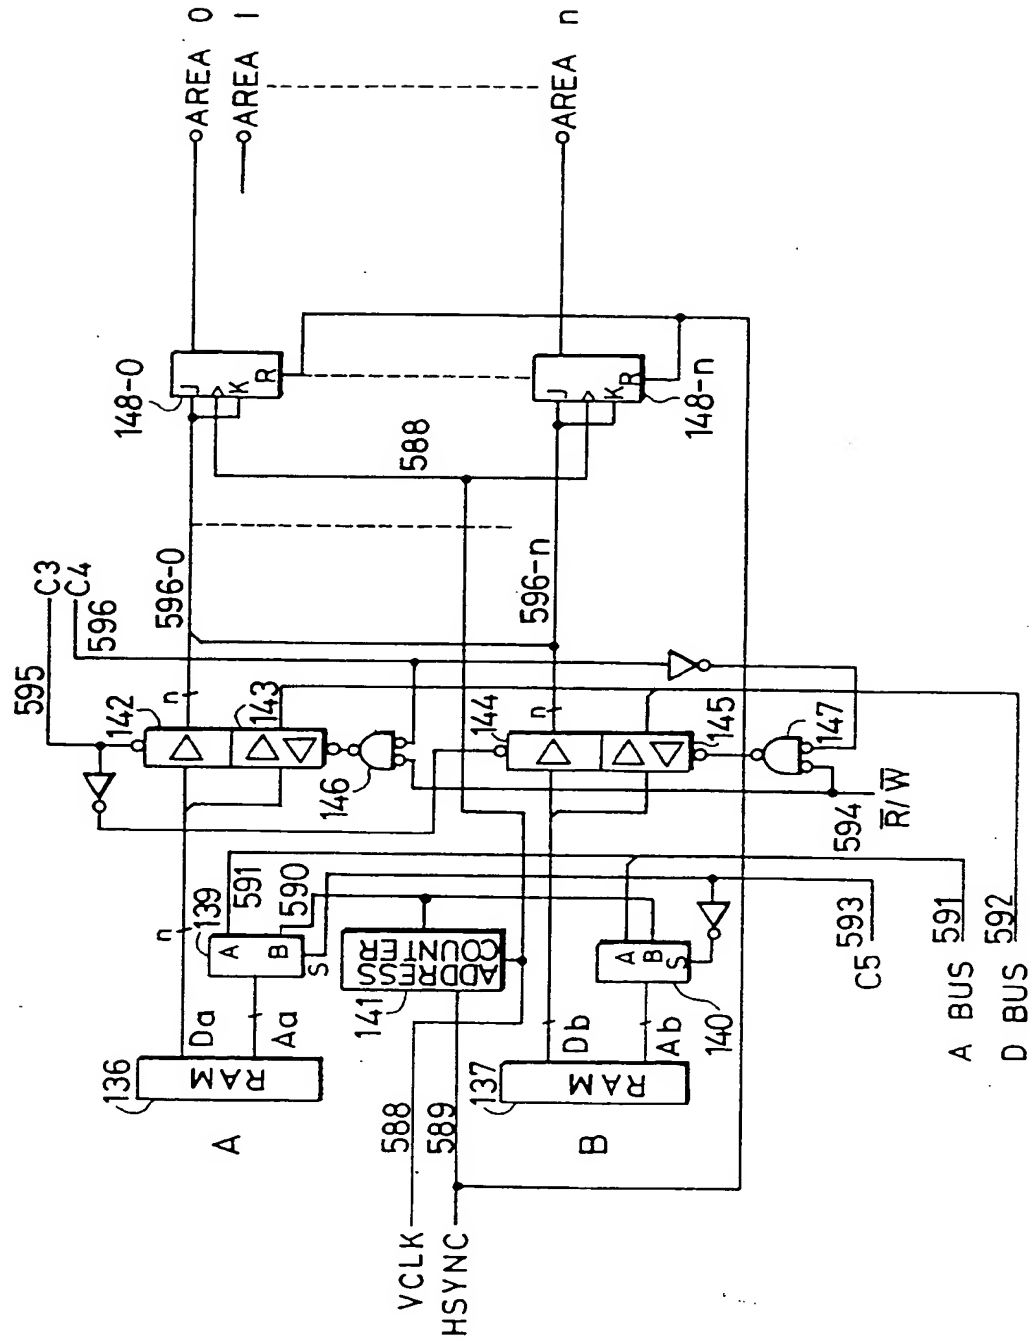 AREA 0
AREA 1
AREA n
148-0
J
K
R
148-n
J
K
R
588
C3
C4
595
596
596-0
596-n
142
n
143
146
144
n
145
147
594
R̅/W̅
n
139
591
590
A
B
S
ADDRESS
COUNTER
141
A
B
S
140
C5 593
A BUS 591
D BUS 592
136
RAM
Da
Aa
A
137
RAM
Db
Ab
B
588
589
VCLK
HSYNC